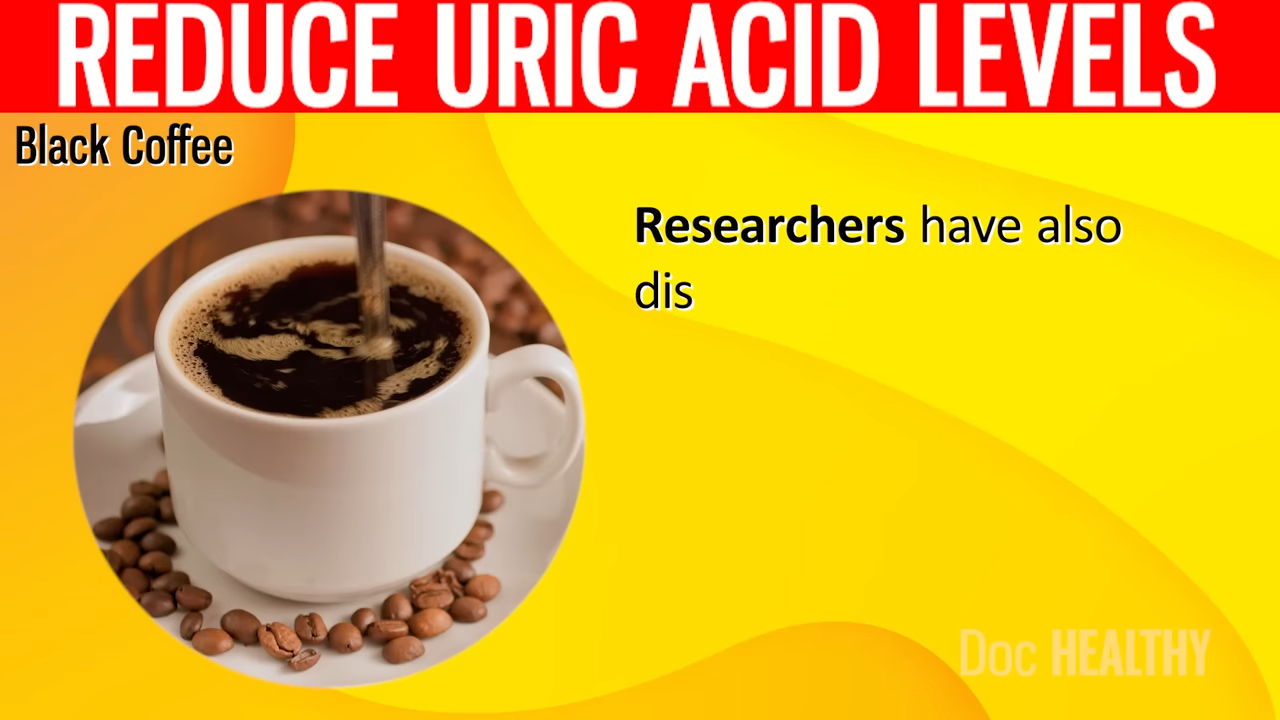 REDUCE URIC ACID LEVELS
Black Coffee
Researchers have also
dis
Doc HEALTHY